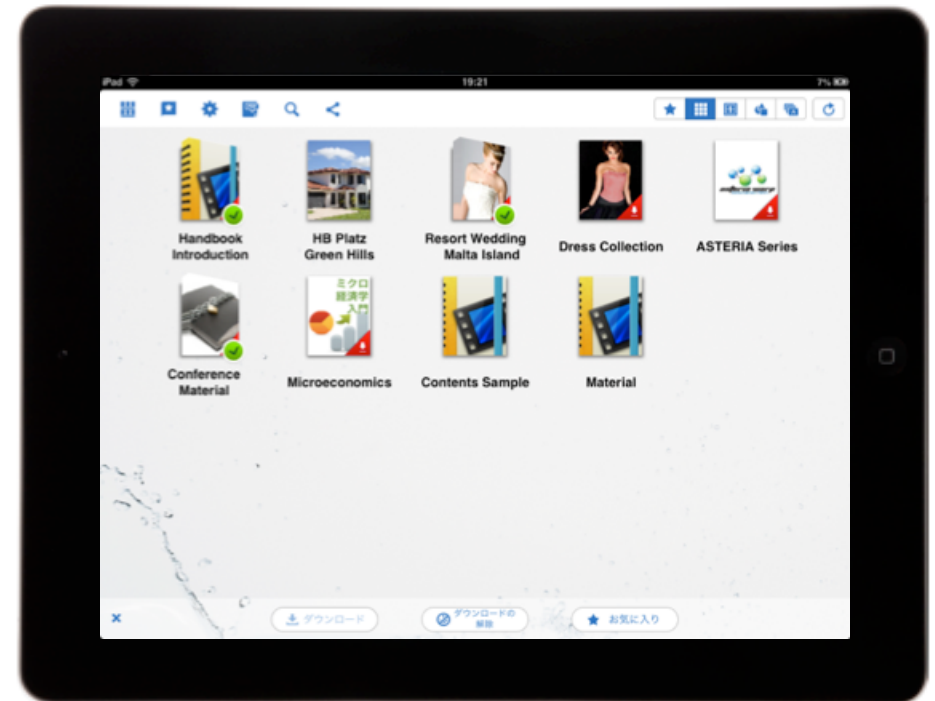 iPad
19:21
7%
Handbook
Introduction
HB Platz
Green Hills
Resort Wedding
Malta Island
Dress Collection
ASTERIA Series
ミクロ
経済学
入門
Conference
Material
Microeconomics
Contents Sample
Material
ダウンロード
ダウンロードの
解除
お気に入り